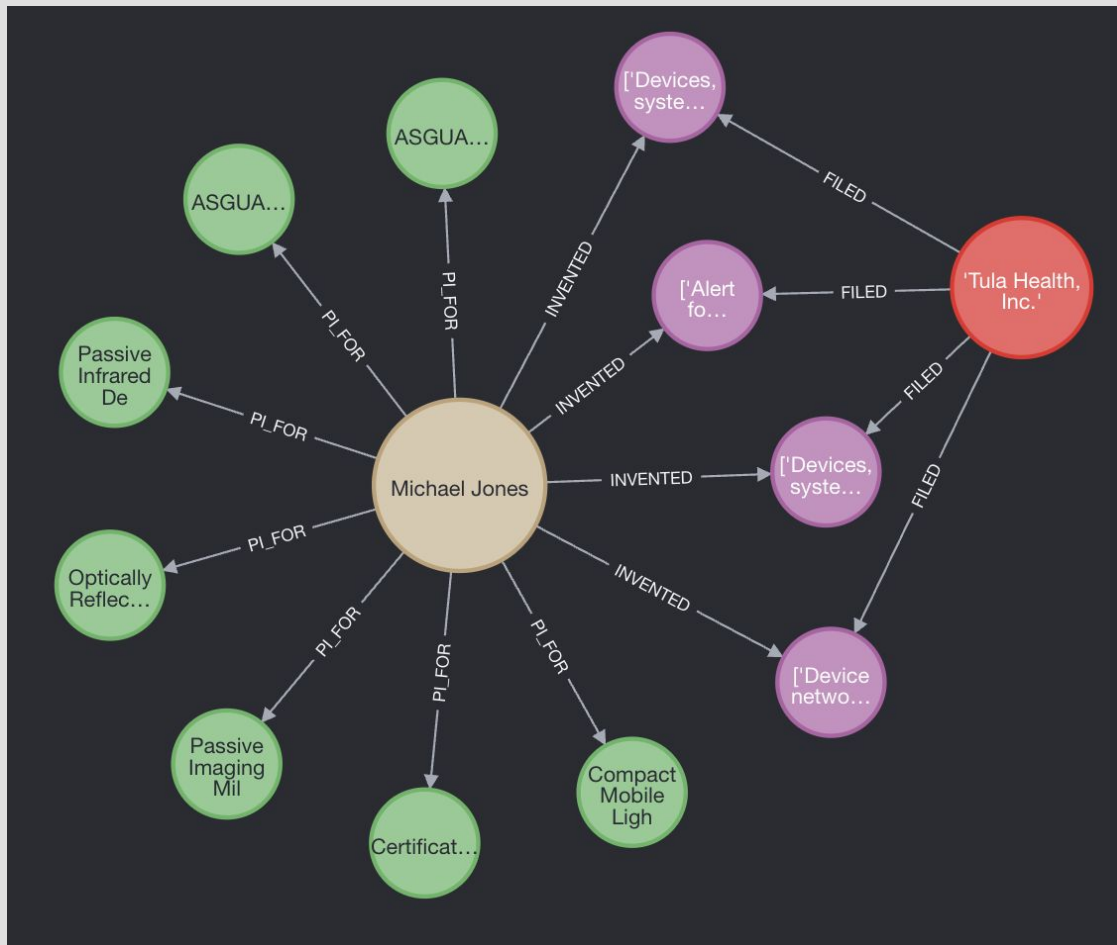 ['Devices,
syste...
ASGUA...
ASGUA...
FILED
PI_FOR
INVENTED
['Alert
fo...
FILED
'Tula Health,
Inc.'
PI_FOR
Passive
Infrared
De
INVENTED
FILED
PI_FOR
['Devices,
syste...
INVENTED
Michael Jones
FILED
PI_FOR
Optically
Reflec...
INVENTED
PI_FOR
PI_FOR
PI_FOR
['Device
netwo...
Passive
Imaging
Mil
Compact
Mobile
Ligh
Certificat...